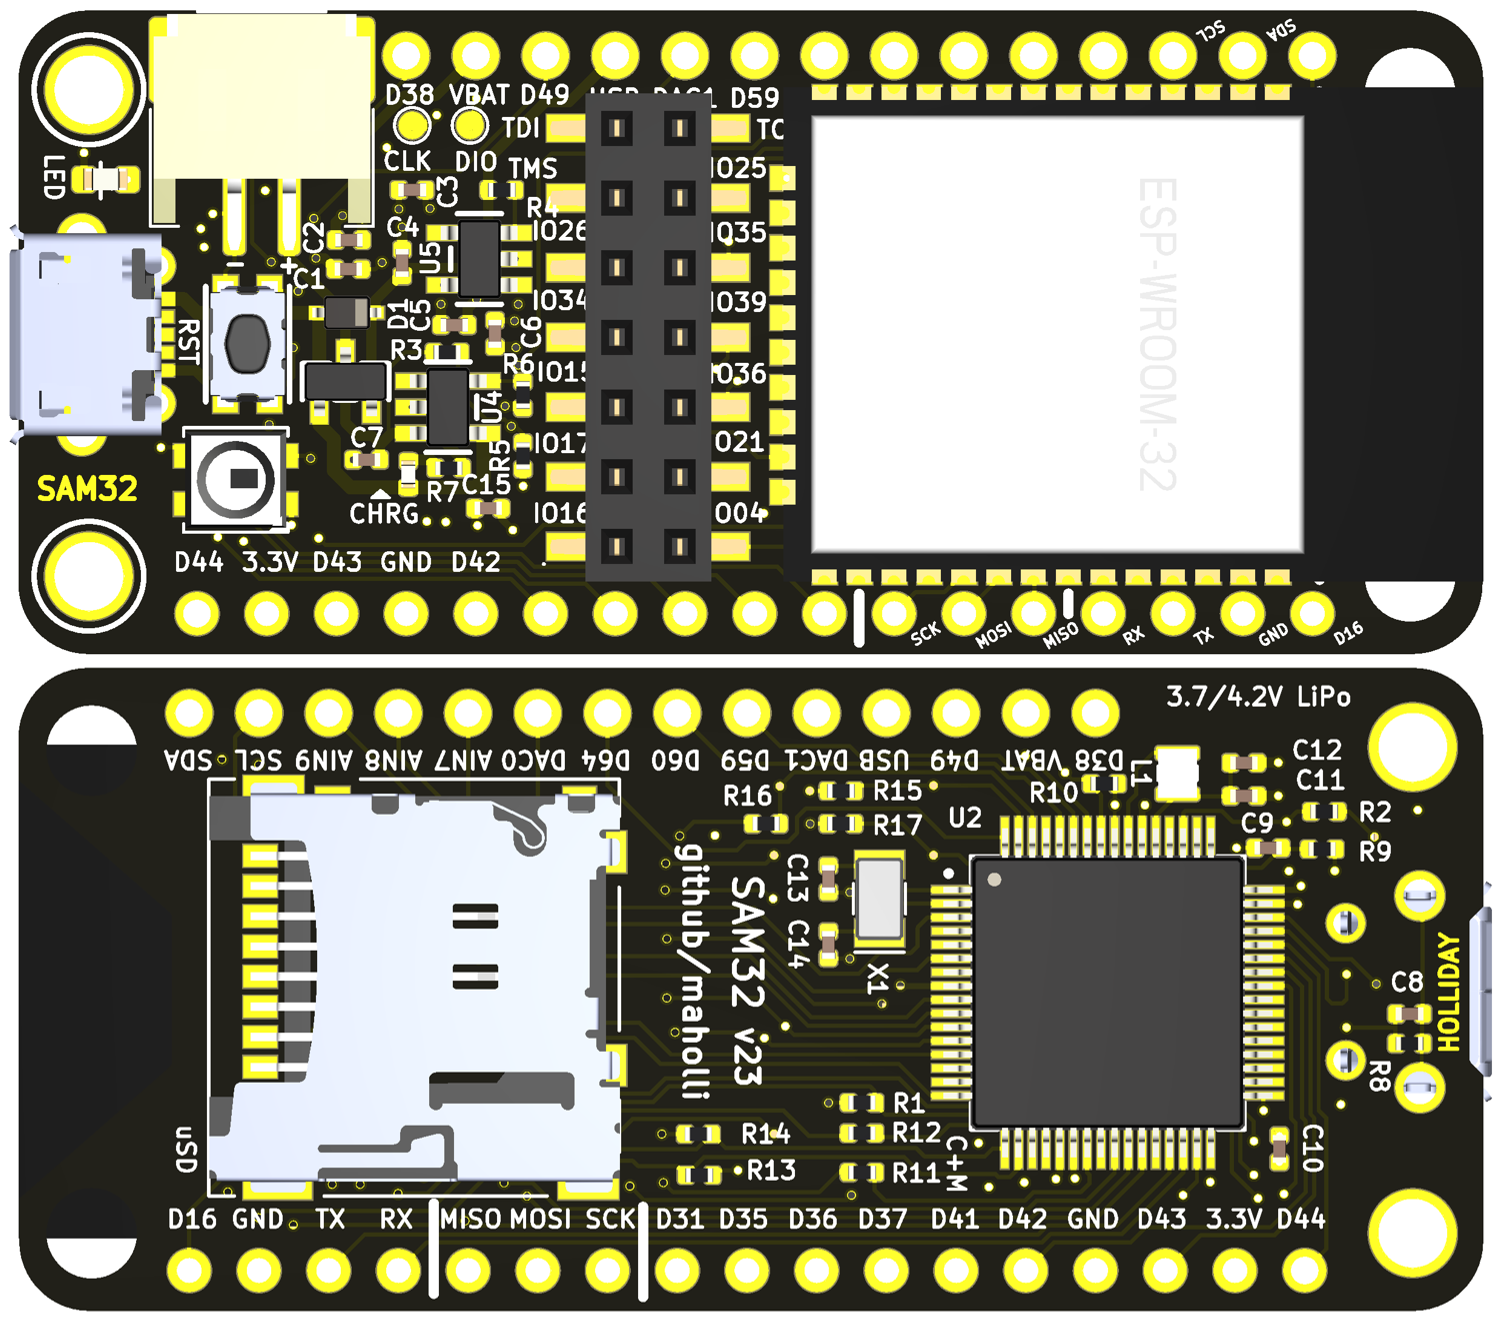 SCL
SDA
D38
VBAT
D49
D59
TDI
CLK
DIO
TMS
IO25
LED
C3
R4
IO26
IO35
C2
C4
U5
- +
C1
IO34
IO39
D1
C5
C6
RST
R3
R6
IO15
IO36
U4
ESP-WROOM-32
C7
R5
IO17
SAM32
R7
C15
CHRG
IO16
D44
3.3V
D43
GND
D42
SCK
MOSI
MISO
RX
TX
GND
D16
3.7/4.2V LiPo
SDA
SCL
AIN9
AIN8
AIN7
DAC0
D64
D60
D59
DAC1
USB
D49
VBAT
D38
L1
C12
C11
R16
R15
R10
R17
U2
C9
R2
R9
C13
C14
X1
github/maholli
SAM32 v23
C8
HOLLIDAY
R8
R1
R14
R12
R13
R11
C+M
C10
uSD
D16
GND
TX
RX
MISO
MOSI
SCK
D31
D35
D36
D37
D41
D42
GND
D43
3.3V
D44